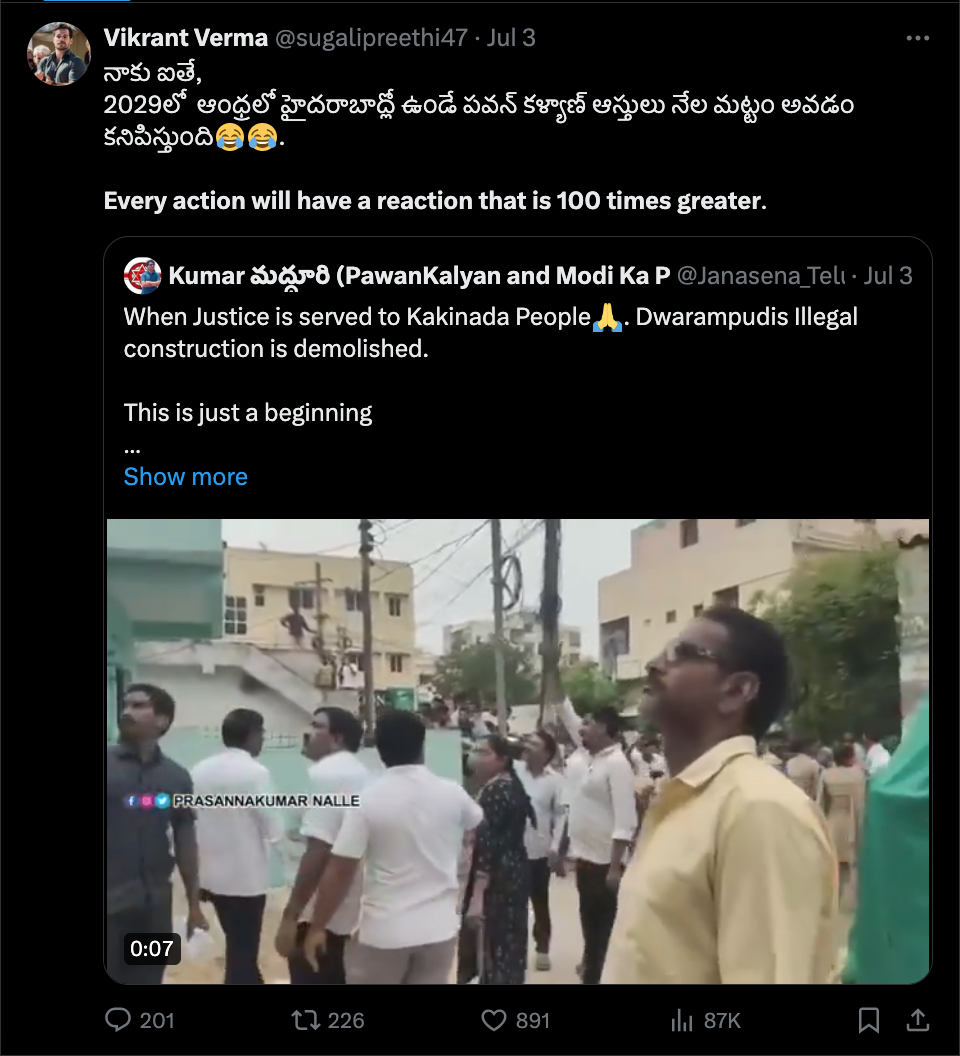 Vikrant Verma @sugalipreethi47 · Jul 3
నాకు ఐతే,
2029లో ఆంధ్రలో హైదరాబాద్లో ఉండే పవన్ కళ్యాణ్ ఆస్తులు నేల మట్టం అవడం
కనిపిస్తుంది😂😂.
Every action will have a reaction that is 100 times greater.
Kumar మద్దూరి (PawanKalyan and Modi Ka P @Janasena_Telu · Jul 3
When Justice is served to Kakinada People🙏. Dwarampudis Illegal
construction is demolished.
This is just a beginning
...
Show more
PRASANNAKUMAR NALLE
0:07
201 226 891 87K